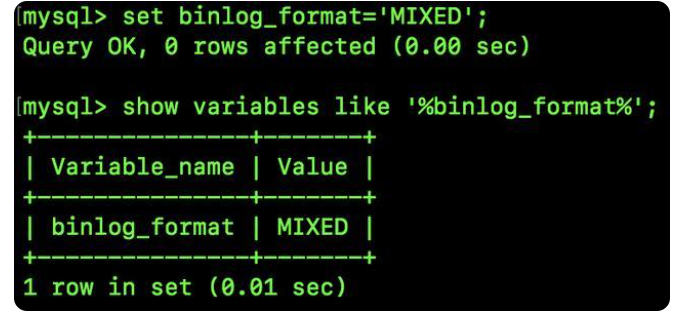 [mysql> set binlog_format='MIXED';
Query OK, 0 rows affected (0.00 sec)
[mysql> show variables like '%binlog_format%';
+---------------+-------+
| Variable_name | Value |
+---------------+-------+
| binlog_format | MIXED |
+---------------+-------+
1 row in set (0.01 sec)